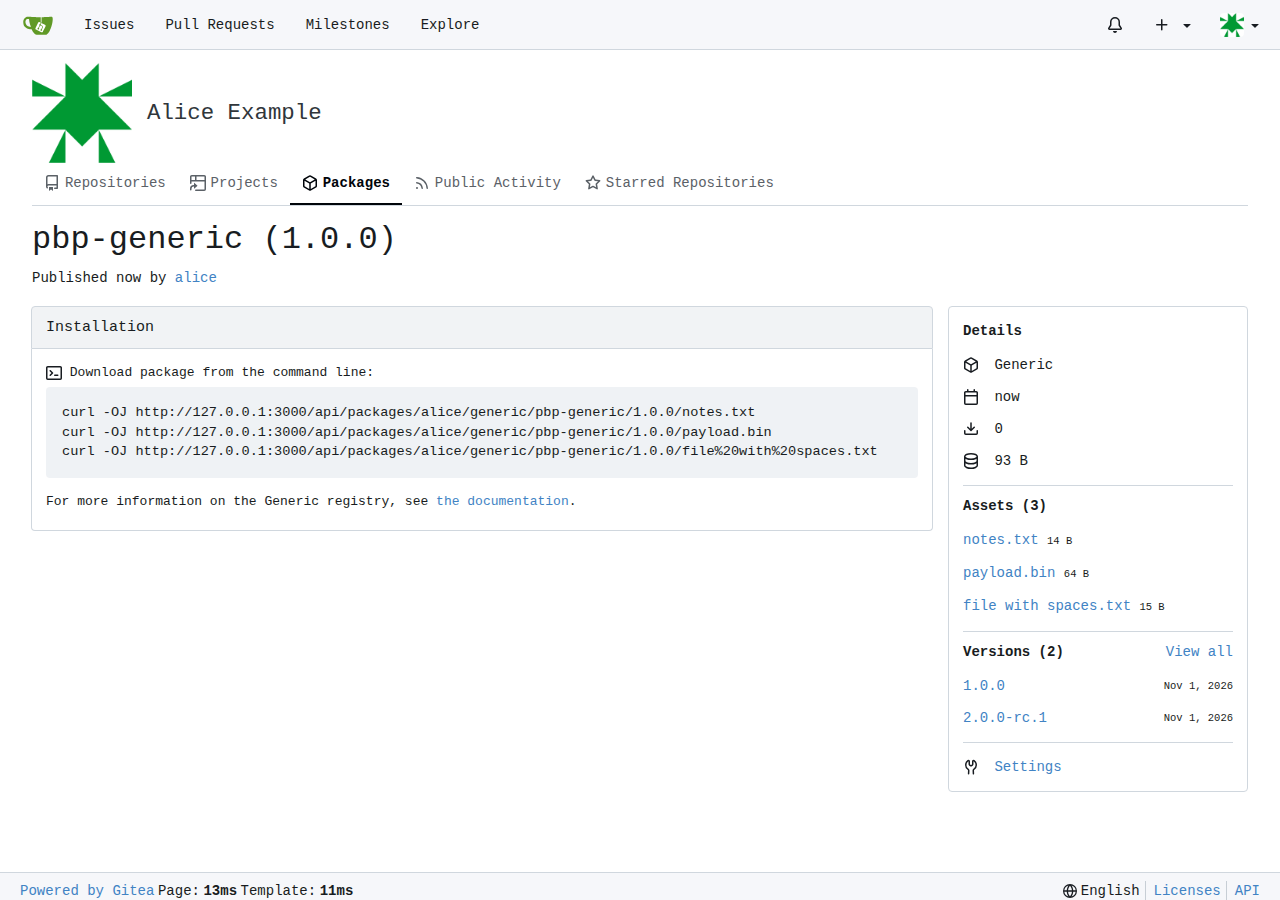 Issues Pull Requests Milestones Explore
Alice Example
Repositories Projects Packages Public Activity Starred Repositories
pbp-generic (1.0.0)
Published now by alice
Installation
Download package from the command line:
curl -OJ http://127.0.0.1:3000/api/packages/alice/generic/pbp-generic/1.0.0/notes.txt
curl -OJ http://127.0.0.1:3000/api/packages/alice/generic/pbp-generic/1.0.0/payload.bin
curl -OJ http://127.0.0.1:3000/api/packages/alice/generic/pbp-generic/1.0.0/file%20with%20spaces.txt
For more information on the Generic registry, see the documentation.
Details
Generic
now
0
93 B
Assets (3)
notes.txt 14 B
payload.bin 64 B
file with spaces.txt 15 B
Versions (2) View all
1.0.0 Nov 1, 2026
2.0.0-rc.1 Nov 1, 2026
Settings
Powered by Gitea Page: 13ms Template: 11ms English Licenses API